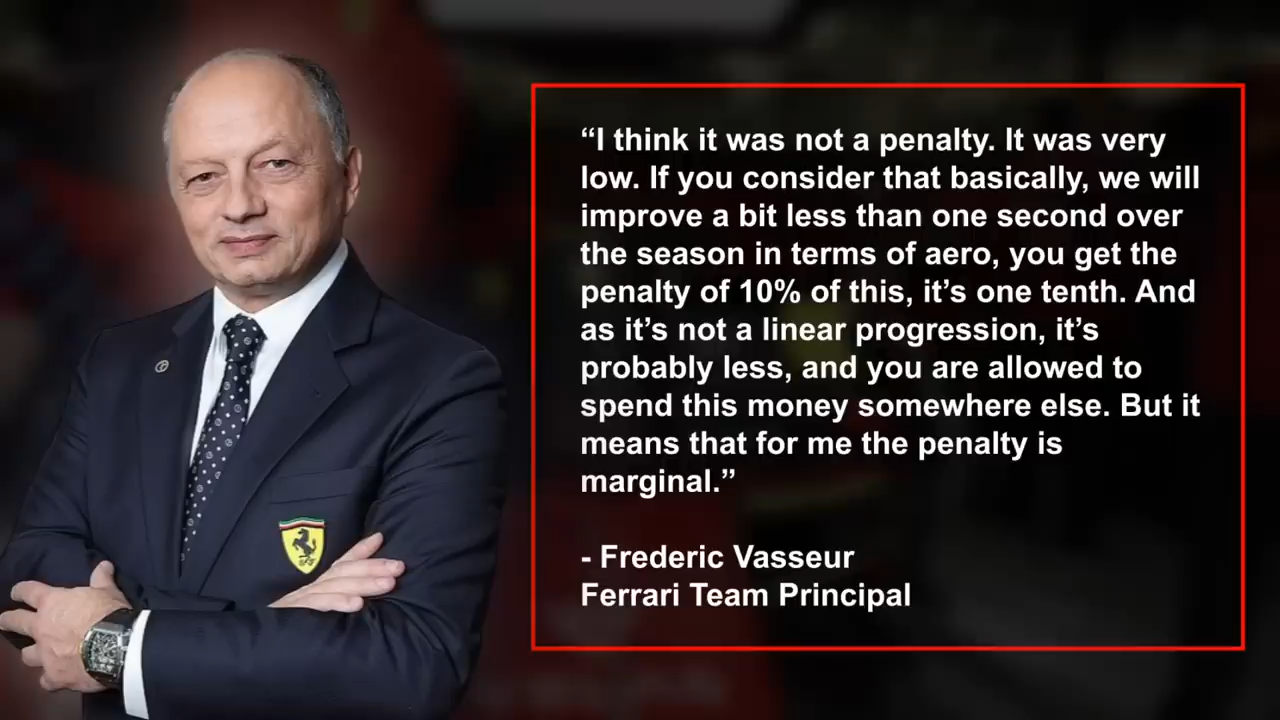 “I think it was not a penalty. It was very
low. If you consider that basically, we will
improve a bit less than one second over
the season in terms of aero, you get the
penalty of 10% of this, it’s one tenth. And
as it’s not a linear progression, it’s
probably less, and you are allowed to
spend this money somewhere else. But it
means that for me the penalty is
marginal.”
- Frederic Vasseur
Ferrari Team Principal